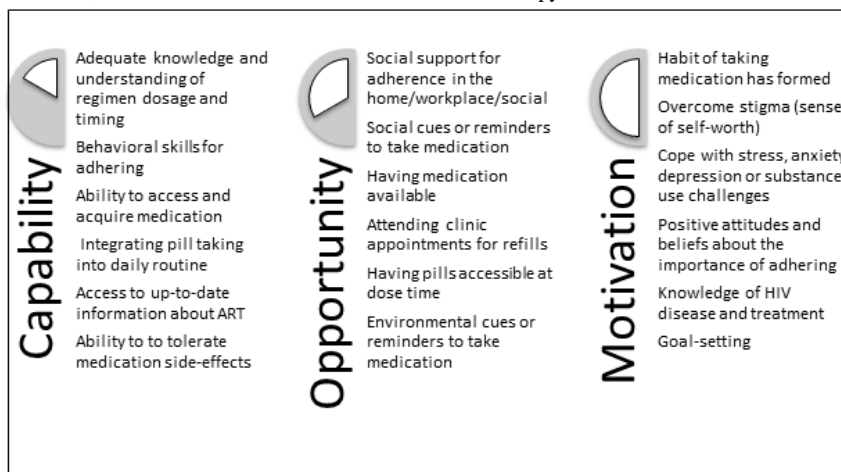 Capability
Adequate knowledge and
understanding of
regimen dosage and
timing
Behavioral skills for
adhering
Ability to access and
acquire medication
Integrating pill taking
into daily routine
Access to up-to-date
information about ART
Ability to to tolerate
medication side-effects
Opportunity
Social support for
adherence in the
home/workplace/social
Social cues or reminders
to take medication
Having medication
available
Attending clinic
appointments for refills
Having pills accessible at
dose time
Environmental cues or
reminders to take
medication
Motivation
Habit of taking
medication has formed
Overcome stigma (sense
of self-worth)
Cope with stress, anxiety
depression or substance
use challenges
Positive attitudes and
beliefs about the
importance of adhering
Knowledge of HIV
disease and treatment
Goal-setting